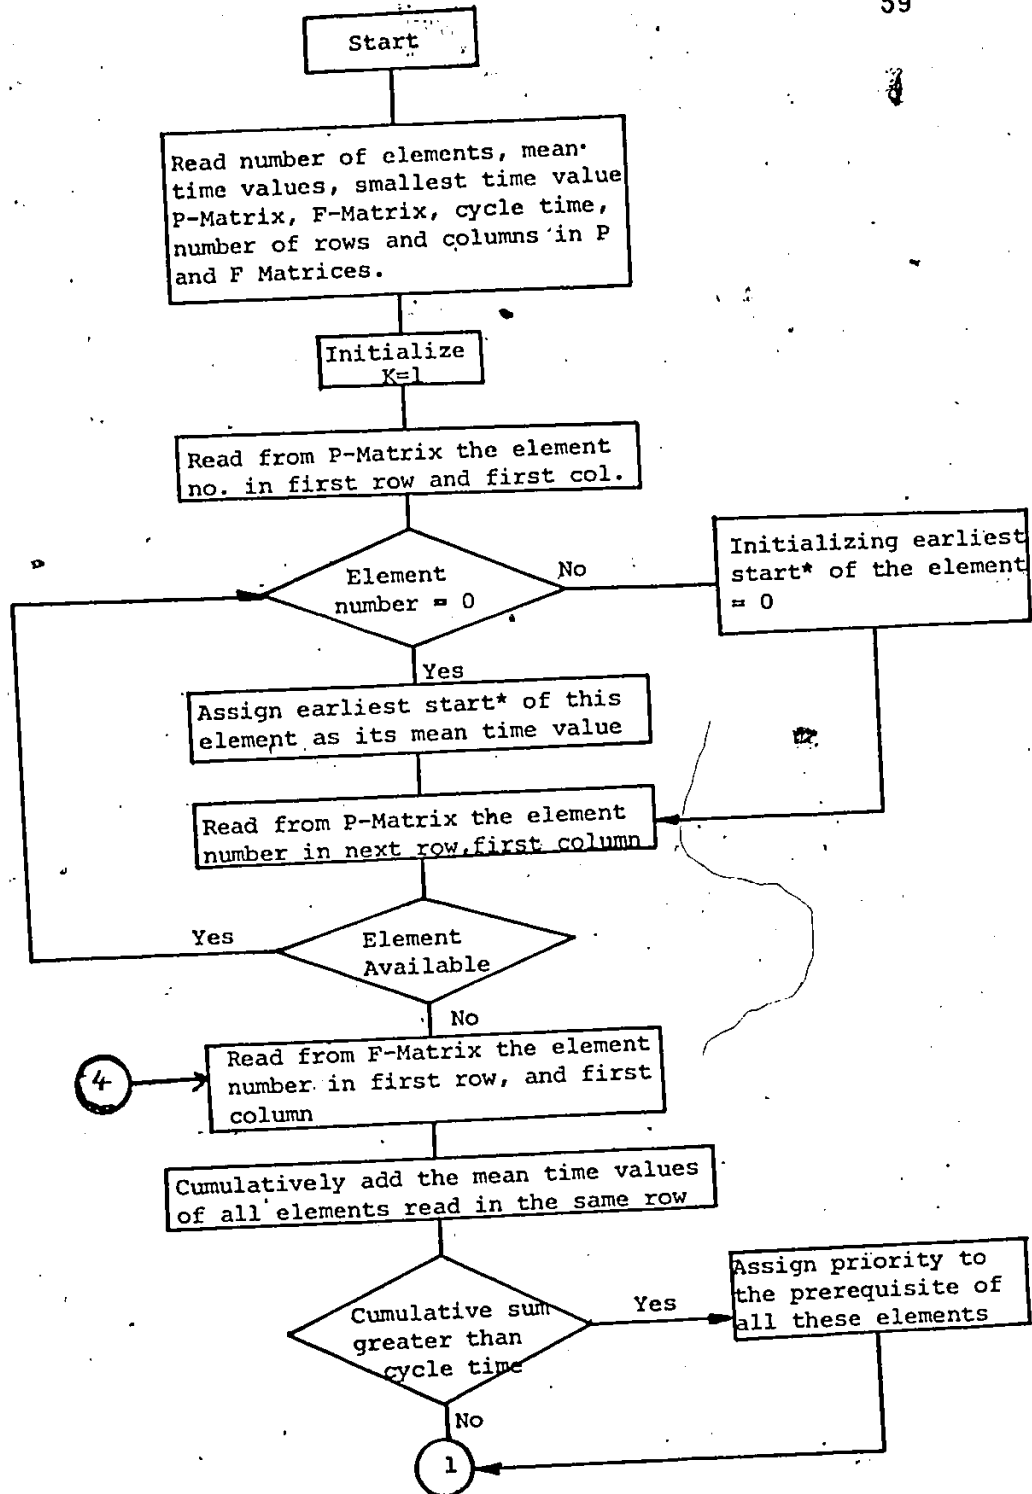 59
Start
Read number of elements, mean
time values, smallest time value
P-Matrix, F-Matrix, cycle time,
number of rows and columns in P
and F Matrices.
Initialize
K=1
Read from P-Matrix the element
no. in first row and first col.
Element
number = 0
No
Initializing earliest
start* of the element
= 0
Yes
Assign earliest start* of this
element as its mean time value
Read from P-Matrix the element
number in next row,first column
Yes
Element
Available
No
4
Read from F-Matrix the element
number in first row, and first
column
Cumulatively add the mean time values
of all elements read in the same row
Cumulative sum
greater than
cycle time
Yes
Assign priority to
the prerequisite of
all these elements
No
1